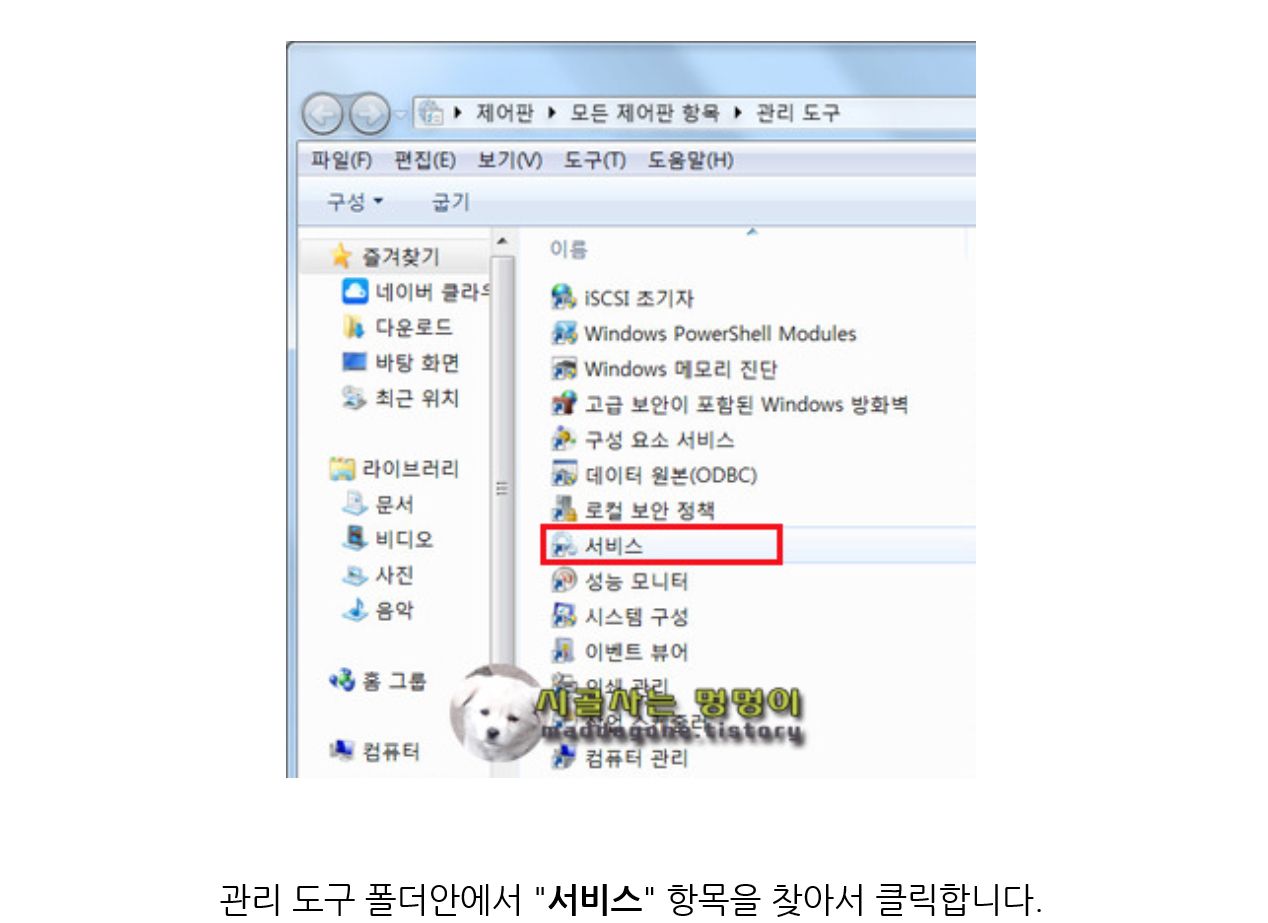 제어판 ▶ 모든 제어판 항목 ▶ 관리 도구
파일(F) 편집(E) 보기(V) 도구(T) 도움말(H)
구성 굽기
즐겨찾기
네이버 클라우
다운로드
바탕 화면
최근 위치
라이브러리
문서
비디오
사진
음악
홈 그룹
컴퓨터
이름
iSCSI 초기자
Windows PowerShell Modules
Windows 메모리 진단
고급 보안이 포함된 Windows 방화벽
구성 요소 서비스
데이터 원본(ODBC)
로컬 보안 정책
서비스
성능 모니터
시스템 구성
이벤트 뷰어
인쇄 관리
컴퓨터 관리
시골사는 멍멍이
관리 도구 폴더안에서 "서비스" 항목을 찾아서 클릭합니다.